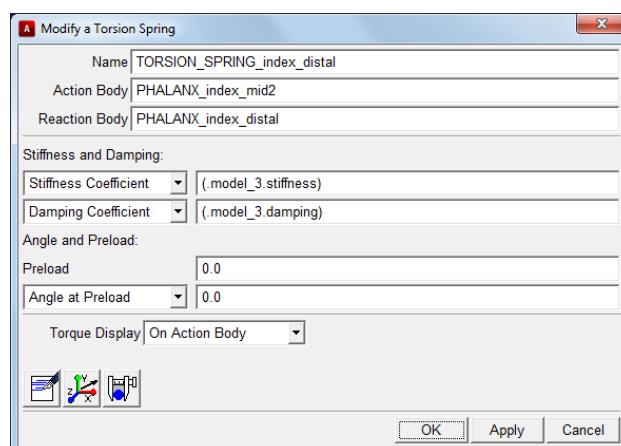 Modify a Torsion Spring
Name TORSION_SPRING_index_distal
Action Body PHALANX_index_mid2
Reaction Body PHALANX_index_distal
Stiffness and Damping:
Stiffness Coefficient (.model_3.stiffness)
Damping Coefficient (.model_3.damping)
Angle and Preload:
Preload 0.0
Angle at Preload 0.0
Torque Display On Action Body
OK Apply Cancel